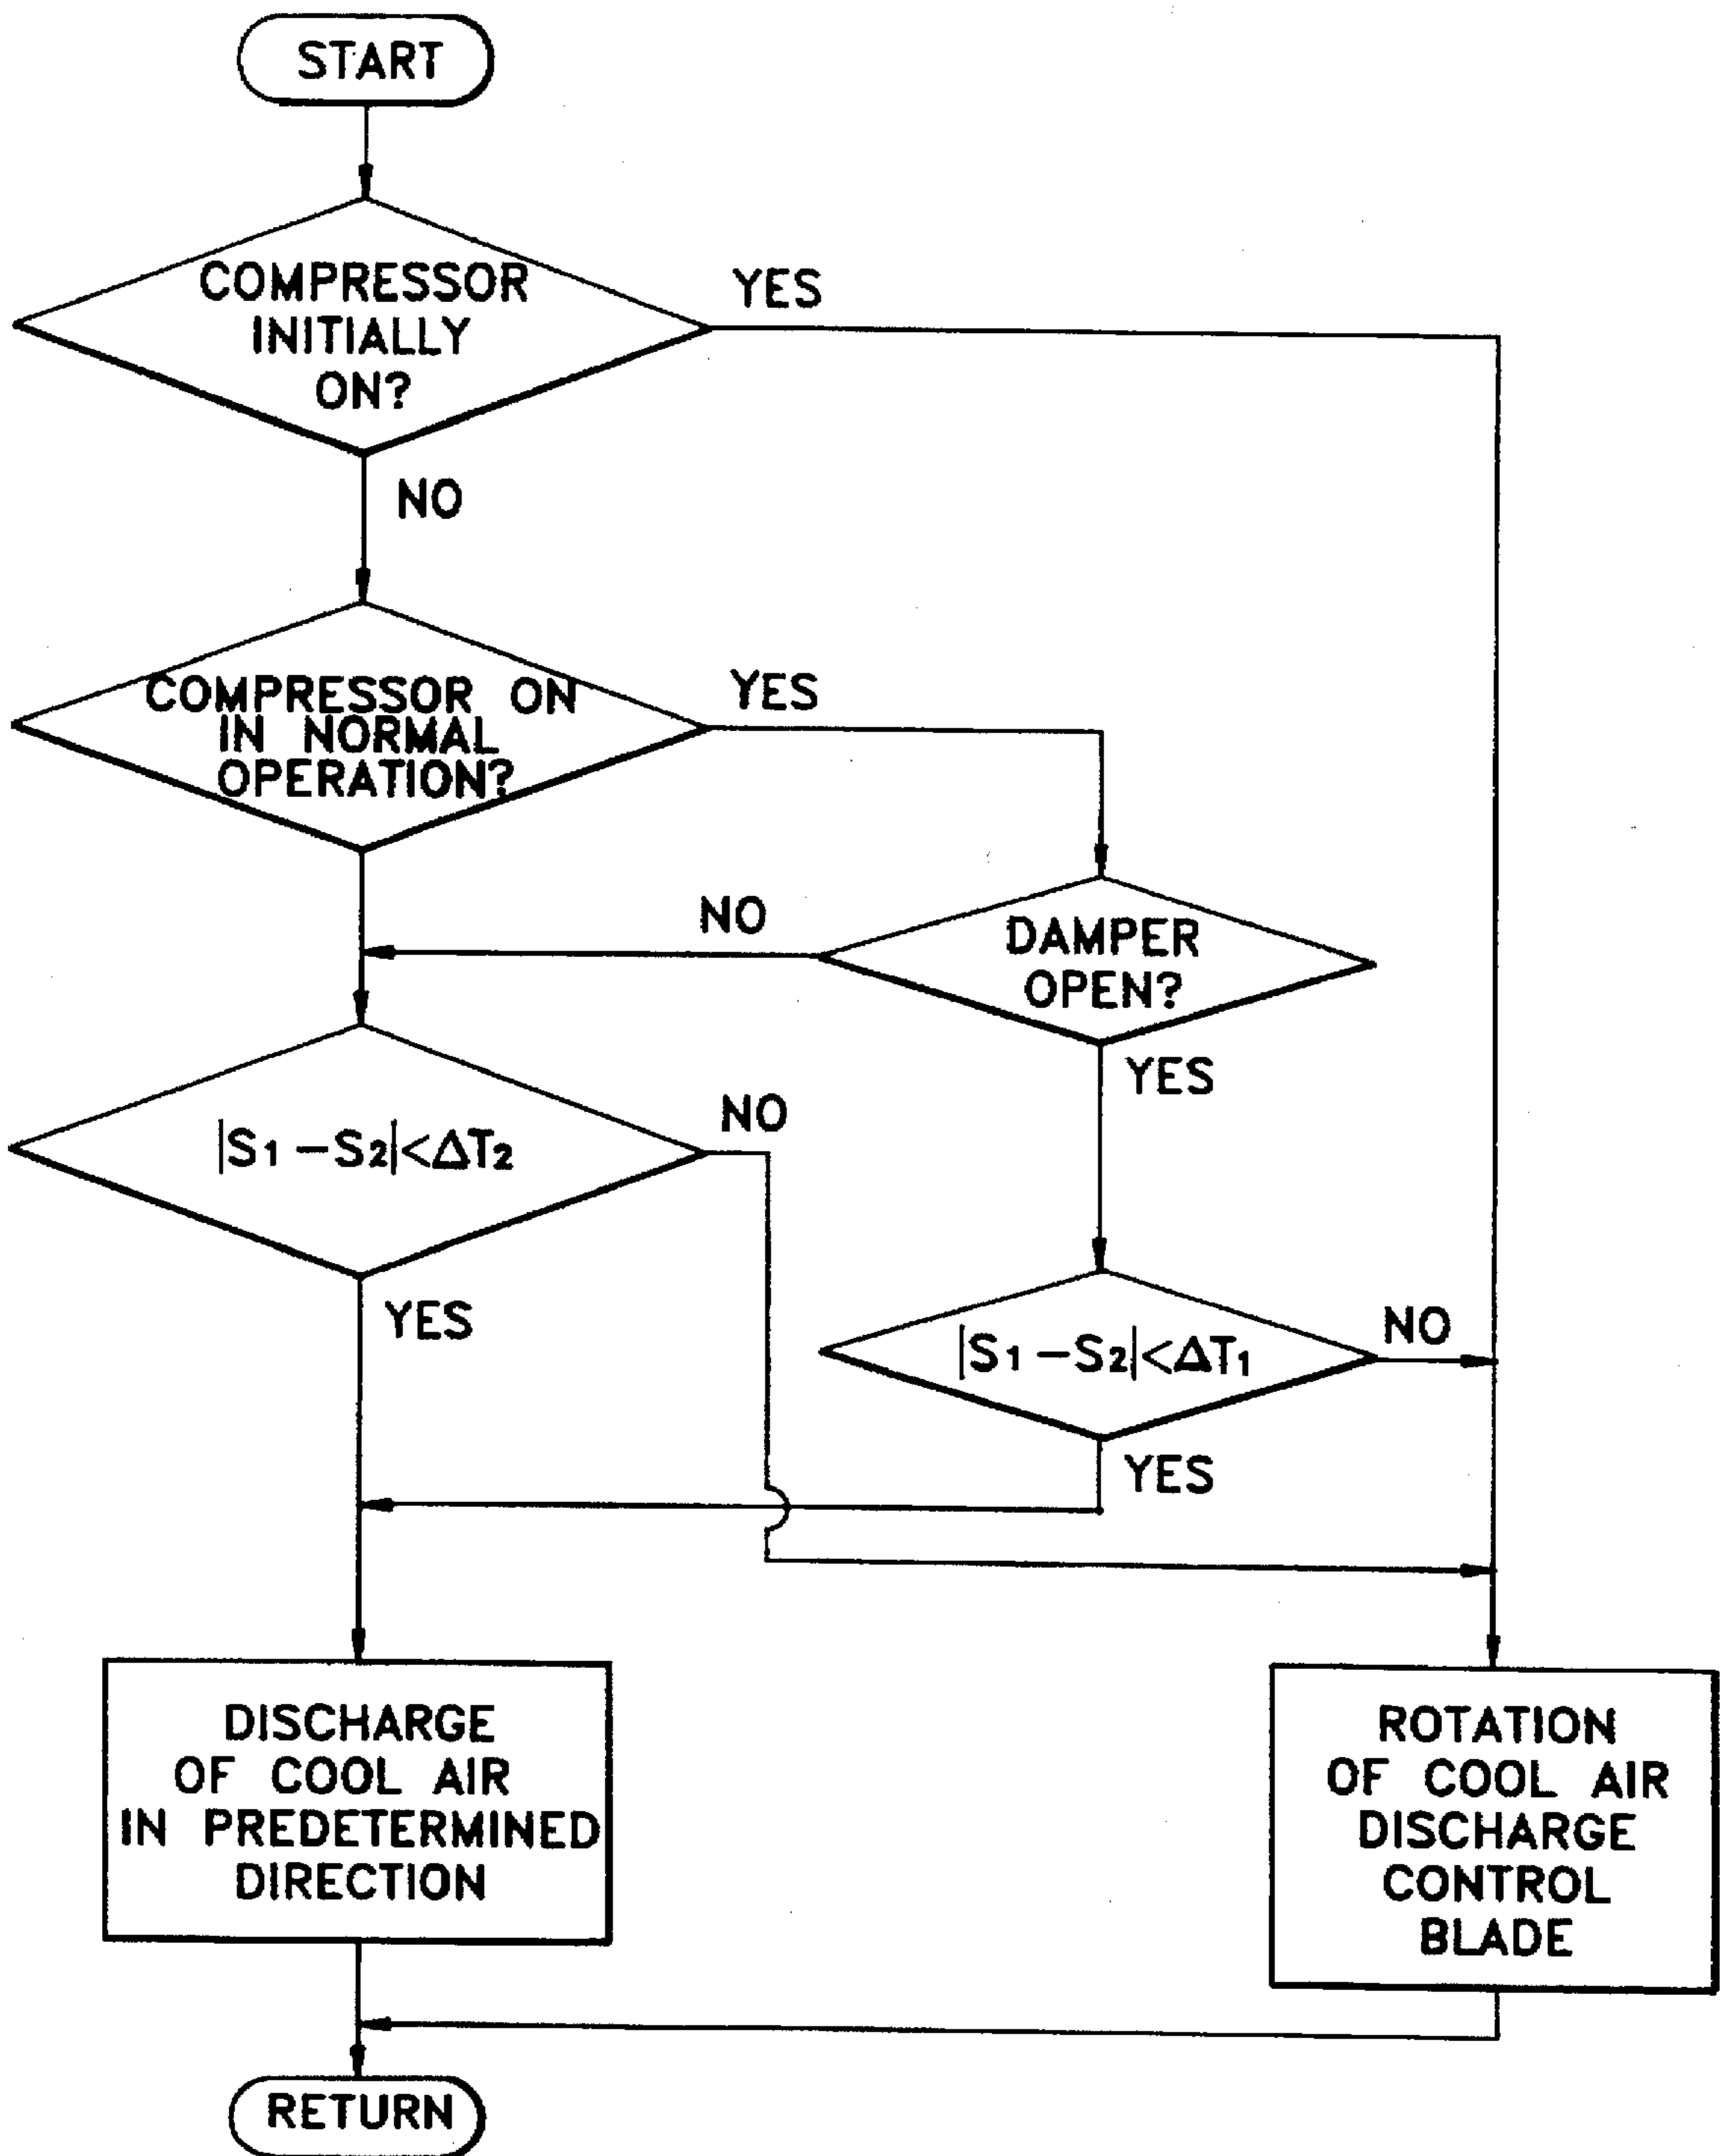 START
COMPRESSOR
INITIALLY
ON?
YES
NO
COMPRESSOR ON
IN NORMAL
OPERATION?
YES
NO
DAMPER
OPEN?
YES
|S1-S2|<ΔT2
NO
YES
|S1-S2|<ΔT1
NO
YES
DISCHARGE
OF COOL AIR
IN PREDETERMINED
DIRECTION
ROTATION
OF COOL AIR
DISCHARGE
CONTROL
BLADE
RETURN